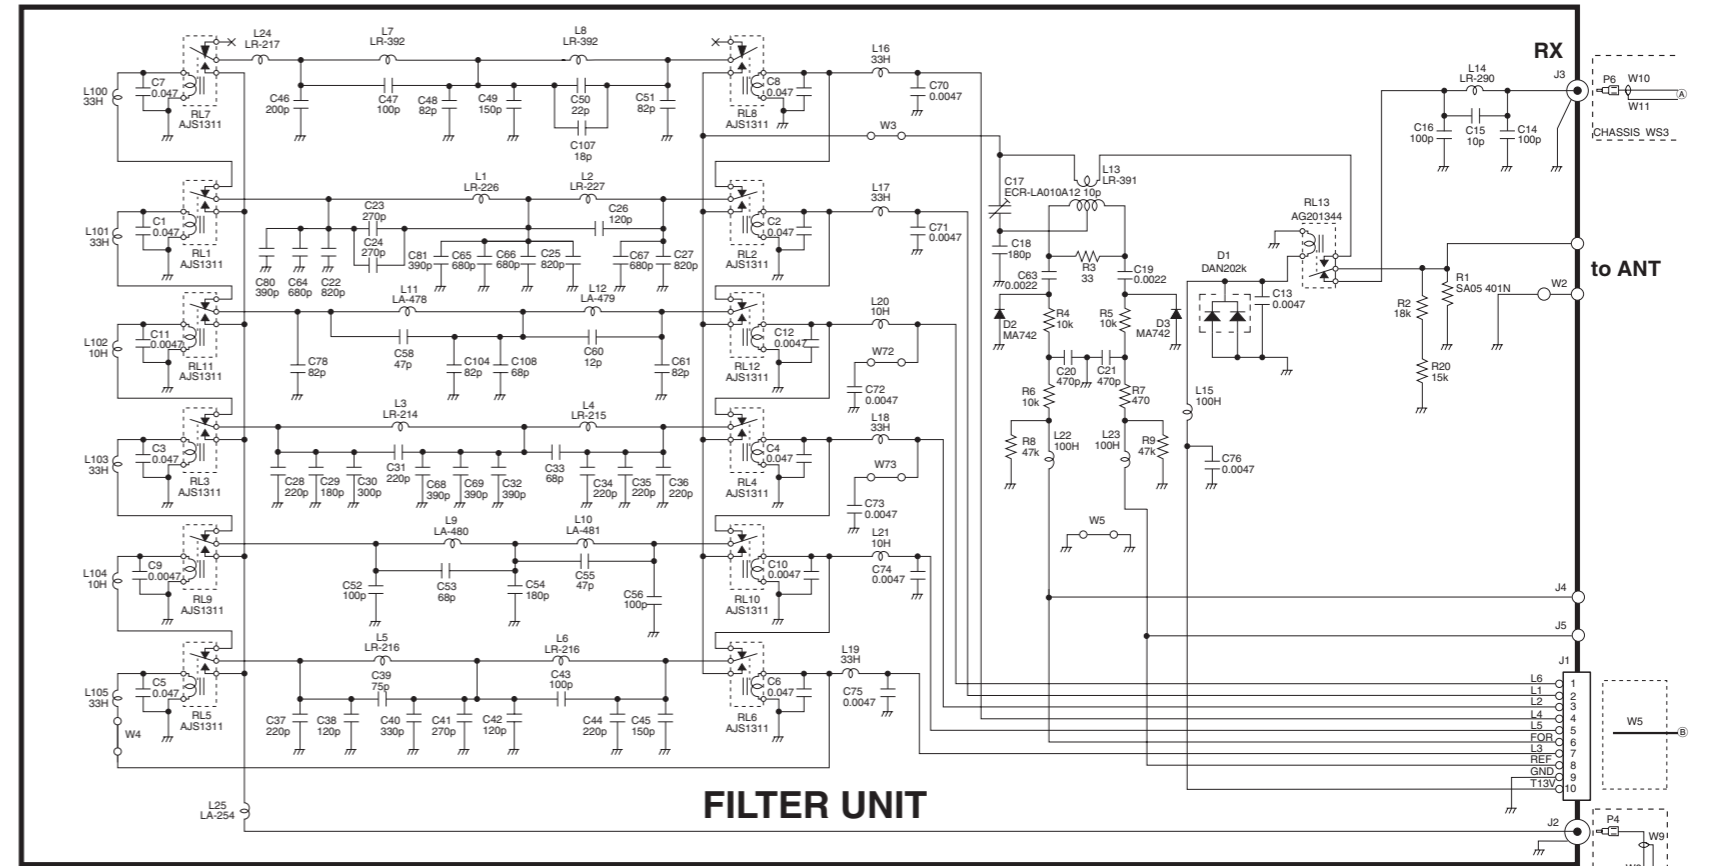 L24
LR-217
L7
LR-392
L8
LR-392
C7
0.047
L100
33H
RL7
AJS1311
C46
200p
C47
100p
C48
82p
C49
150p
C50
22p
C107
18p
C51
82p
C8
0.047
RL8
AJS1311
L16
33H
C70
0.0047
W3
RX
L14
LR-290
J3
C16
100p
C15
10p
C14
100p
P6
W10
W11
A
CHASSIS WS3
L1
LR-226
L2
LR-227
C1
0.047
L101
33H
RL1
AJS1311
C23
270p
C24
270p
C26
120p
C80
390p
C64
680p
C22
820p
C81
390p
C65
680p
C66
680p
C25
820p
C67
680p
C27
820p
C2
0.047
RL2
AJS1311
L17
33H
C71
0.0047
C17
ECR-LA010A12 10p
L13
LR-391
C18
180p
R3
33
C63
0.0022
C19
0.0022
RL13
AG201344
D1
DAN202k
C13
0.0047
R1
SA05 401N
R2
18k
R20
15k
to ANT
W2
L11
LA-478
L12
LA-479
C11
0.0047
L102
10H
RL11
AJS1311
C78
82p
C58
47p
C104
82p
C108
68p
C60
12p
C61
82p
C12
0.0047
RL12
AJS1311
L20
10H
W72
C72
0.0047
D2
MA742
R4
10k
R5
10k
D3
MA742
C20
470p
C21
470p
R6
10k
R7
470
L15
100H
L3
LR-214
L4
LR-215
C3
0.047
L103
33H
RL3
AJS1311
C28
220p
C29
180p
C30
300p
C31
220p
C68
390p
C69
390p
C32
390p
C33
68p
C34
220p
C35
220p
C36
220p
C4
0.047
RL4
AJS1311
L18
33H
W73
C73
0.0047
R8
47k
L22
100H
L23
100H
R9
47k
C76
0.0047
W5
L9
LA-480
L10
LA-481
C9
0.0047
L104
10H
RL9
AJS1311
C52
100p
C53
68p
C54
180p
C55
47p
C56
100p
C10
0.0047
RL10
AJS1311
L21
10H
C74
0.0047
J4
J5
L5
LR-216
L6
LR-216
C5
0.047
L105
33H
RL5
AJS1311
W4
C37
220p
C38
120p
C39
75p
C40
330p
C41
270p
C42
120p
C43
100p
C44
220p
C45
150p
C6
0.047
RL6
AJS1311
L19
33H
C75
0.0047
J1
L6 1
L1 2
L2 3
L4 4
L5 5
FOR 6
L3 7
REF 8
GND 9
T13V 10
W5
B
L25
LA-254
FILTER UNIT
J2
P4
W9